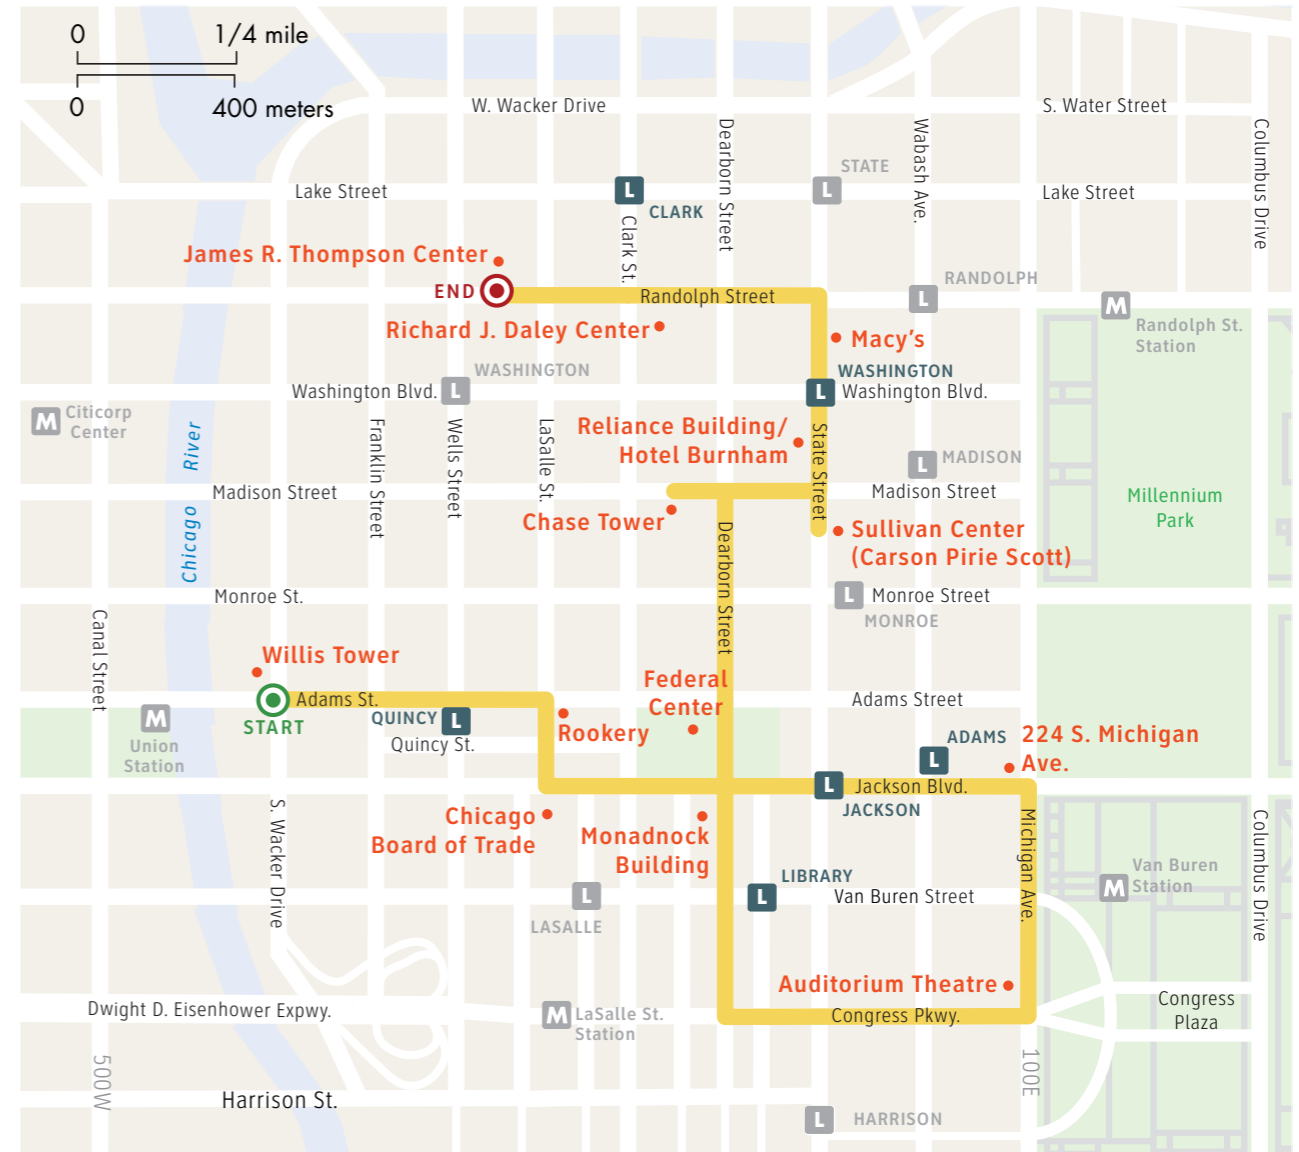 0 1/4 mile
0 400 meters
W. Wacker Drive
S. Water Street
Dearborn Street
Wabash Ave.
Columbus Drive
STATE
L
L
Lake Street
Lake Street
CLARK
Clark St.
James R. Thompson Center
END
Randolph Street
RANDOLPH
L
M
Randolph St.
Station
Richard J. Daley Center
Macy's
WASHINGTON
L
Washington Blvd.
WASHINGTON
L
Washington Blvd.
M
Citicorp
Center
Chicago River
Franklin Street
Wells Street
LaSalle St.
Reliance Building/
Hotel Burnham
State Street
L
MADISON
Madison Street
Madison Street
Millennium
Park
Chase Tower
Sullivan Center
(Carson Pirie Scott)
Dearborn Street
Monroe St.
L
Monroe Street
MONROE
Canal Street
Willis Tower
START
Adams St.
Federal
Center
Adams Street
M
Union
Station
QUINCY
L
Quincy St.
Rookery
ADAMS
L
224 S. Michigan
Ave.
L
Jackson Blvd.
JACKSON
S. Wacker Drive
Chicago
Board of Trade
Monadnock
Building
Michigan Ave.
Columbus Drive
LIBRARY
L
Van Buren Street
M
Van Buren
Station
L
LASALLE
Auditorium Theatre
Dwight D. Eisenhower Expwy.
M
LaSalle St.
Station
Congress Pkwy.
Congress
Plaza
500W
100E
Harrison St.
L
HARRISON